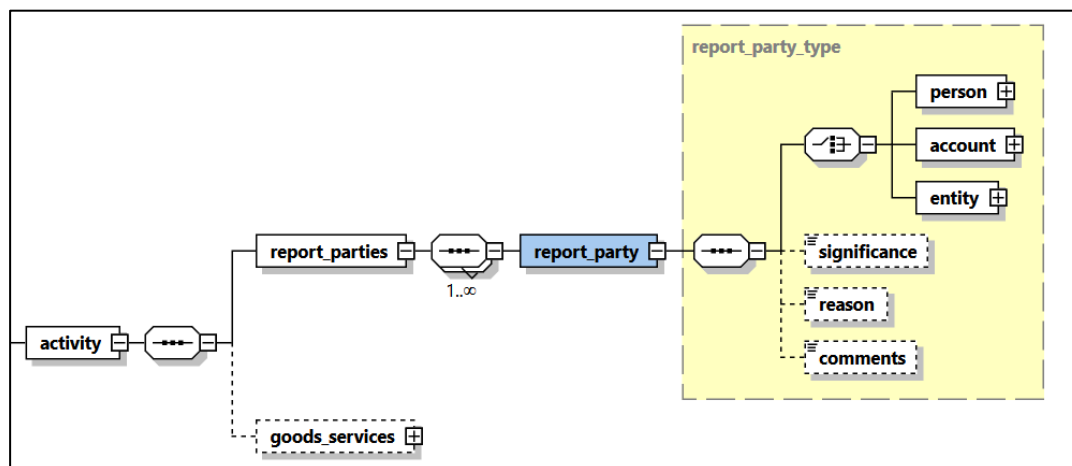 report_party_type
person
account
entity
report_parties
1..∞
report_party
significance
reason
comments
activity
goods_services